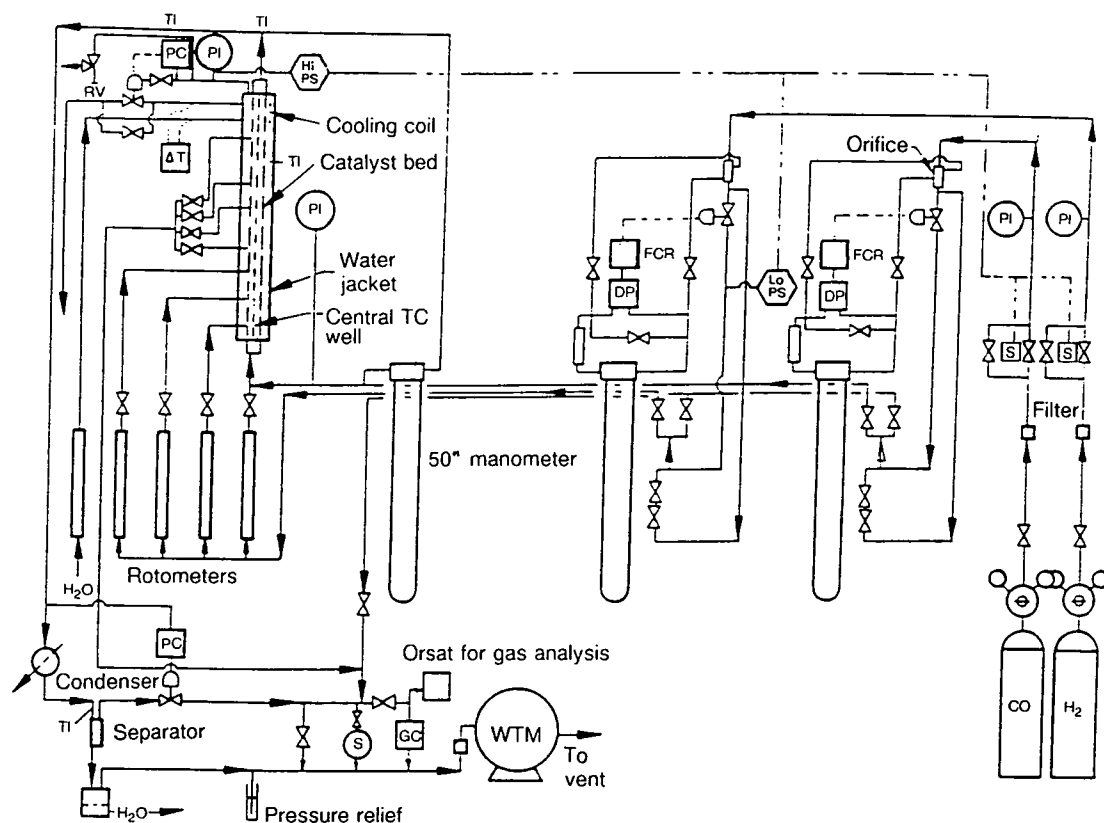 TI
TI
PC
PI
Hi
PS
RV
Cooling coil
ΔT
TI
Catalyst bed
Orifice
PI
PI
PI
FCR
FCR
Water
jacket
DP
Lo
PS
DP
Central TC
well
S
S
Filter
50" manometer
Rotometers
H₂O
PC
Orsat for gas analysis
Condenser
CO
H₂
TI
Separator
S
GC
WTM
To
vent
H₂O
Pressure relief